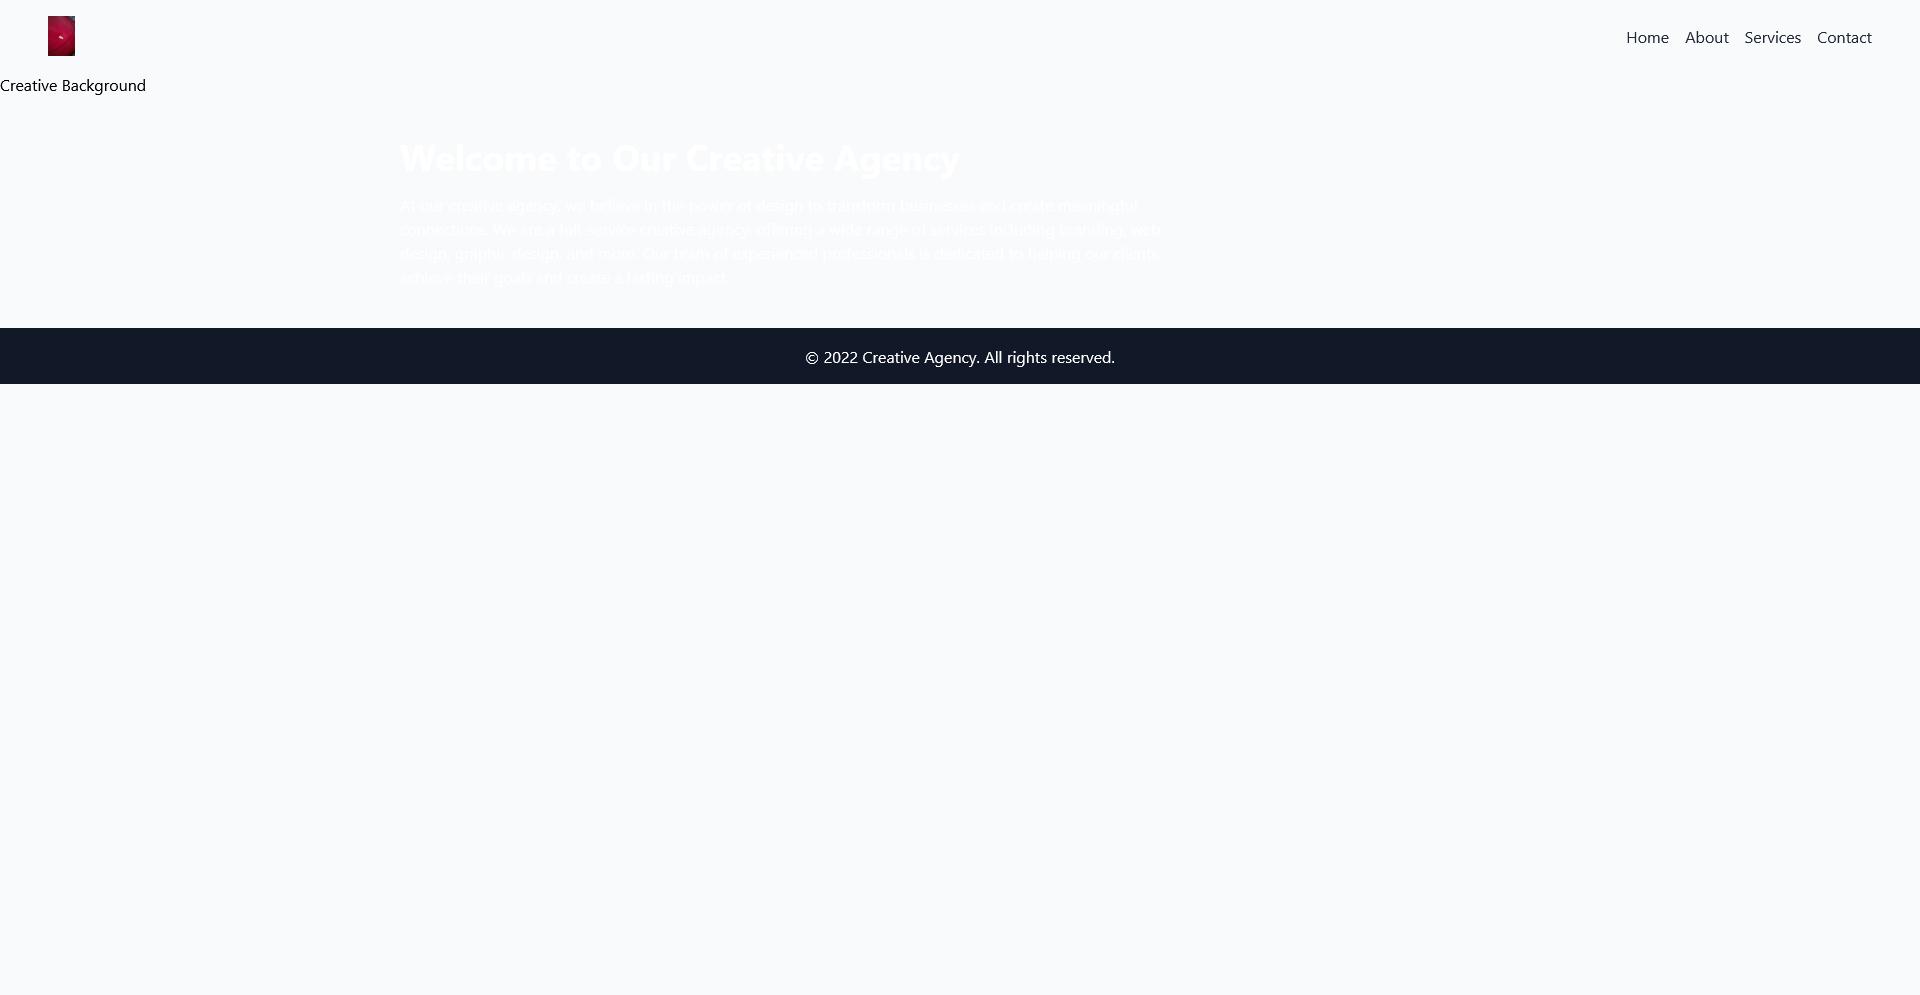 Home About Services Contact
Creative Background
Welcome to Our Creative Agency
At our creative agency, we believe in the power of design to transform businesses and create meaningful
connections. We are a full-service creative agency, offering a wide range of services including branding, web
design, graphic design, and more. Our team of experienced professionals is dedicated to helping our clients
achieve their goals and create a lasting impact.
© 2022 Creative Agency. All rights reserved.